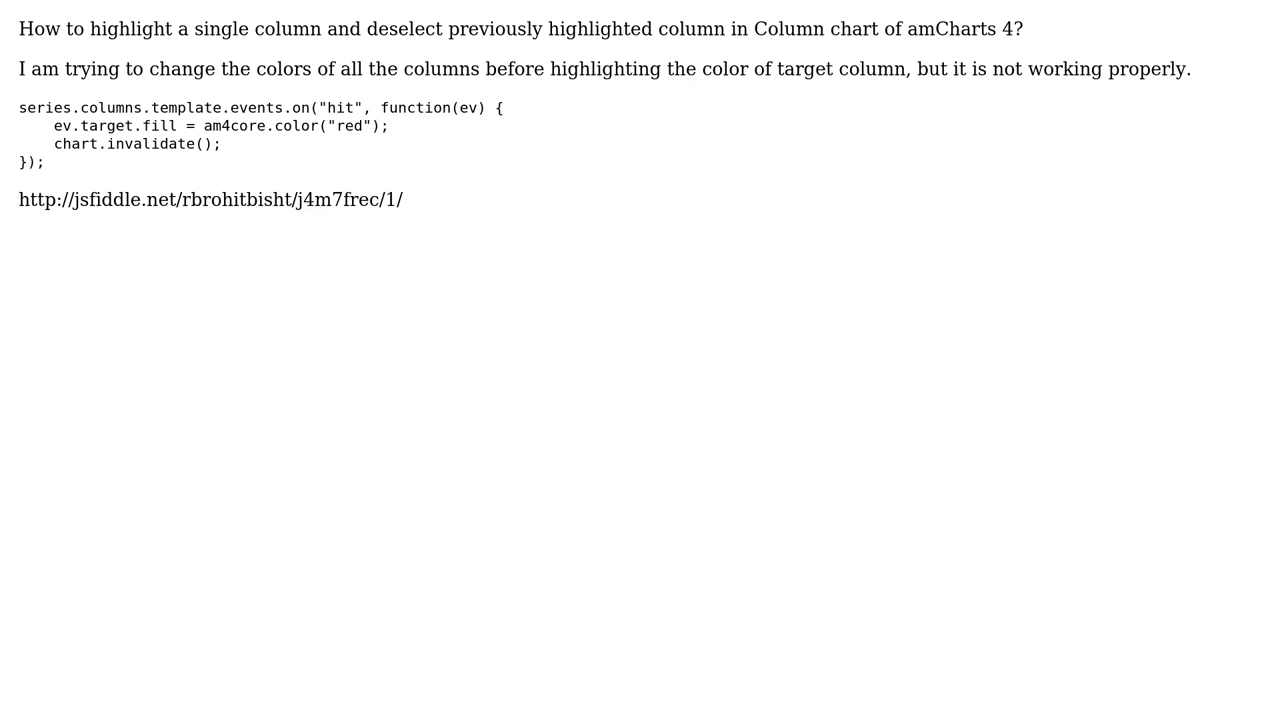 How to highlight a single column and deselect previously highlighted column in Column chart of amCharts 4?
I am trying to change the colors of all the columns before highlighting the color of target column, but it is not working properly.
series.columns.template.events.on("hit", function(ev) {
    ev.target.fill = am4core.color("red");
    chart.invalidate();
});
http://jsfiddle.net/rbrohitbisht/j4m7frec/1/